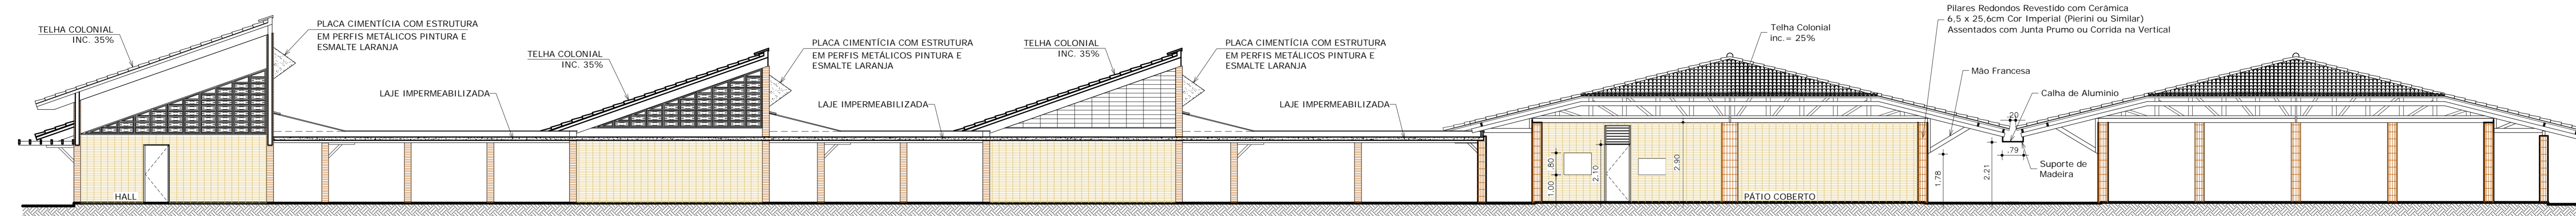 TELHA COLONIAL
INC. 35%
PLACA CIMENTÍCIA COM ESTRUTURA
EM PERFIS METÁLICOS PINTURA E
ESMALTE LARANJA
HALL
LAJE IMPERMEABILIZADA
TELHA COLONIAL
INC. 35%
PLACA CIMENTÍCIA COM ESTRUTURA
EM PERFIS METÁLICOS PINTURA E
ESMALTE LARANJA
LAJE IMPERMEABILIZADA
TELHA COLONIAL
INC. 35%
PLACA CIMENTÍCIA COM ESTRUTURA
EM PERFIS METÁLICOS PINTURA E
ESMALTE LARANJA
LAJE IMPERMEABILIZADA
Telha Colonial
inc.= 25%
.80
1.00
2.10
2.90
PÁTIO COBERTO
Pilares Redondos Revestido com Cerâmica
6,5 x 25,6cm Cor Imperial (Pierini ou Similar)
Assentados com Junta Prumo ou Corrida na Vertical
Mão Francesa
Calha de Aluminio
.20
.79
1.78
2.21
Suporte de
Madeira